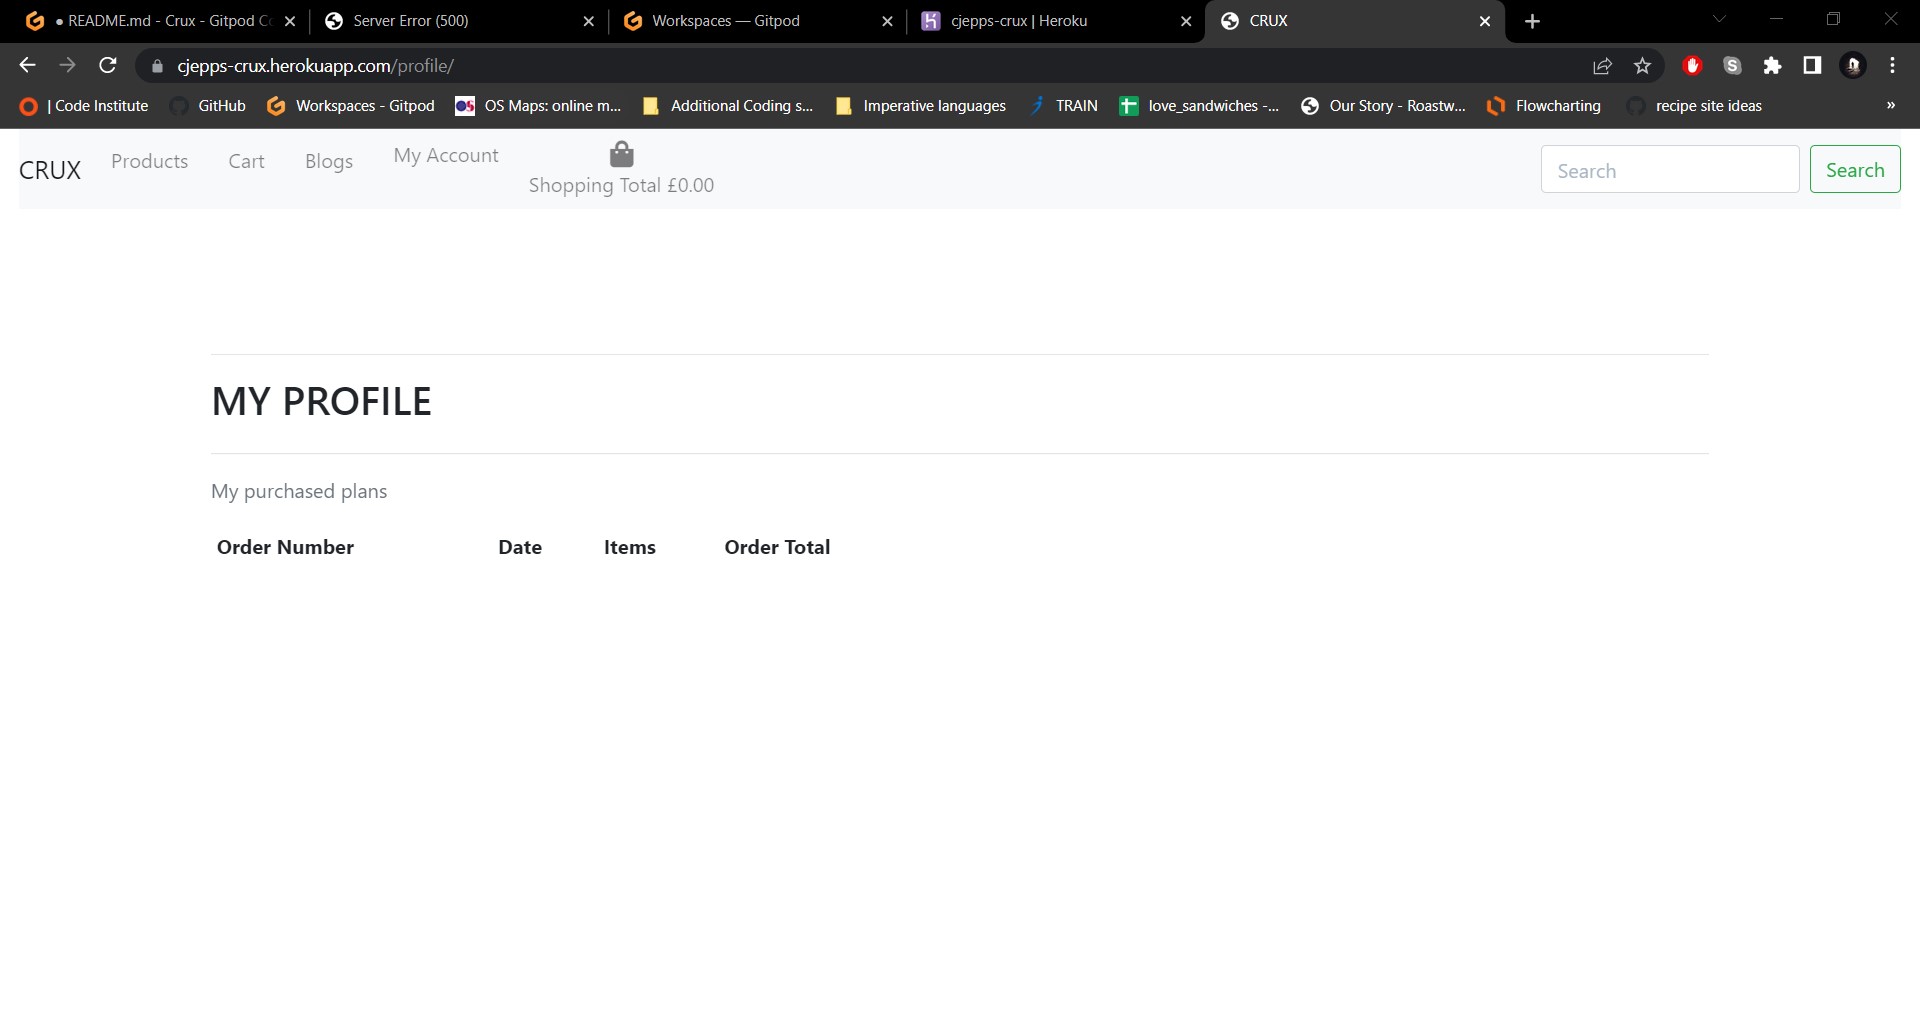 ● README.md - Crux - Gitpod Co
Server Error (500)
Workspaces — Gitpod
cjepps-crux | Heroku
CRUX
cjepps-crux.herokuapp.com/profile/
| Code Institute
GitHub
Workspaces - Gitpod
OS Maps: online m...
Additional Coding s...
Imperative languages
TRAIN
love_sandwiches -...
Our Story - Roastw...
Flowcharting
recipe site ideas
»
CRUX
Products
Cart
Blogs
My Account
Shopping Total £0.00
Search
Search
MY PROFILE
My purchased plans
Order Number Date Items Order Total